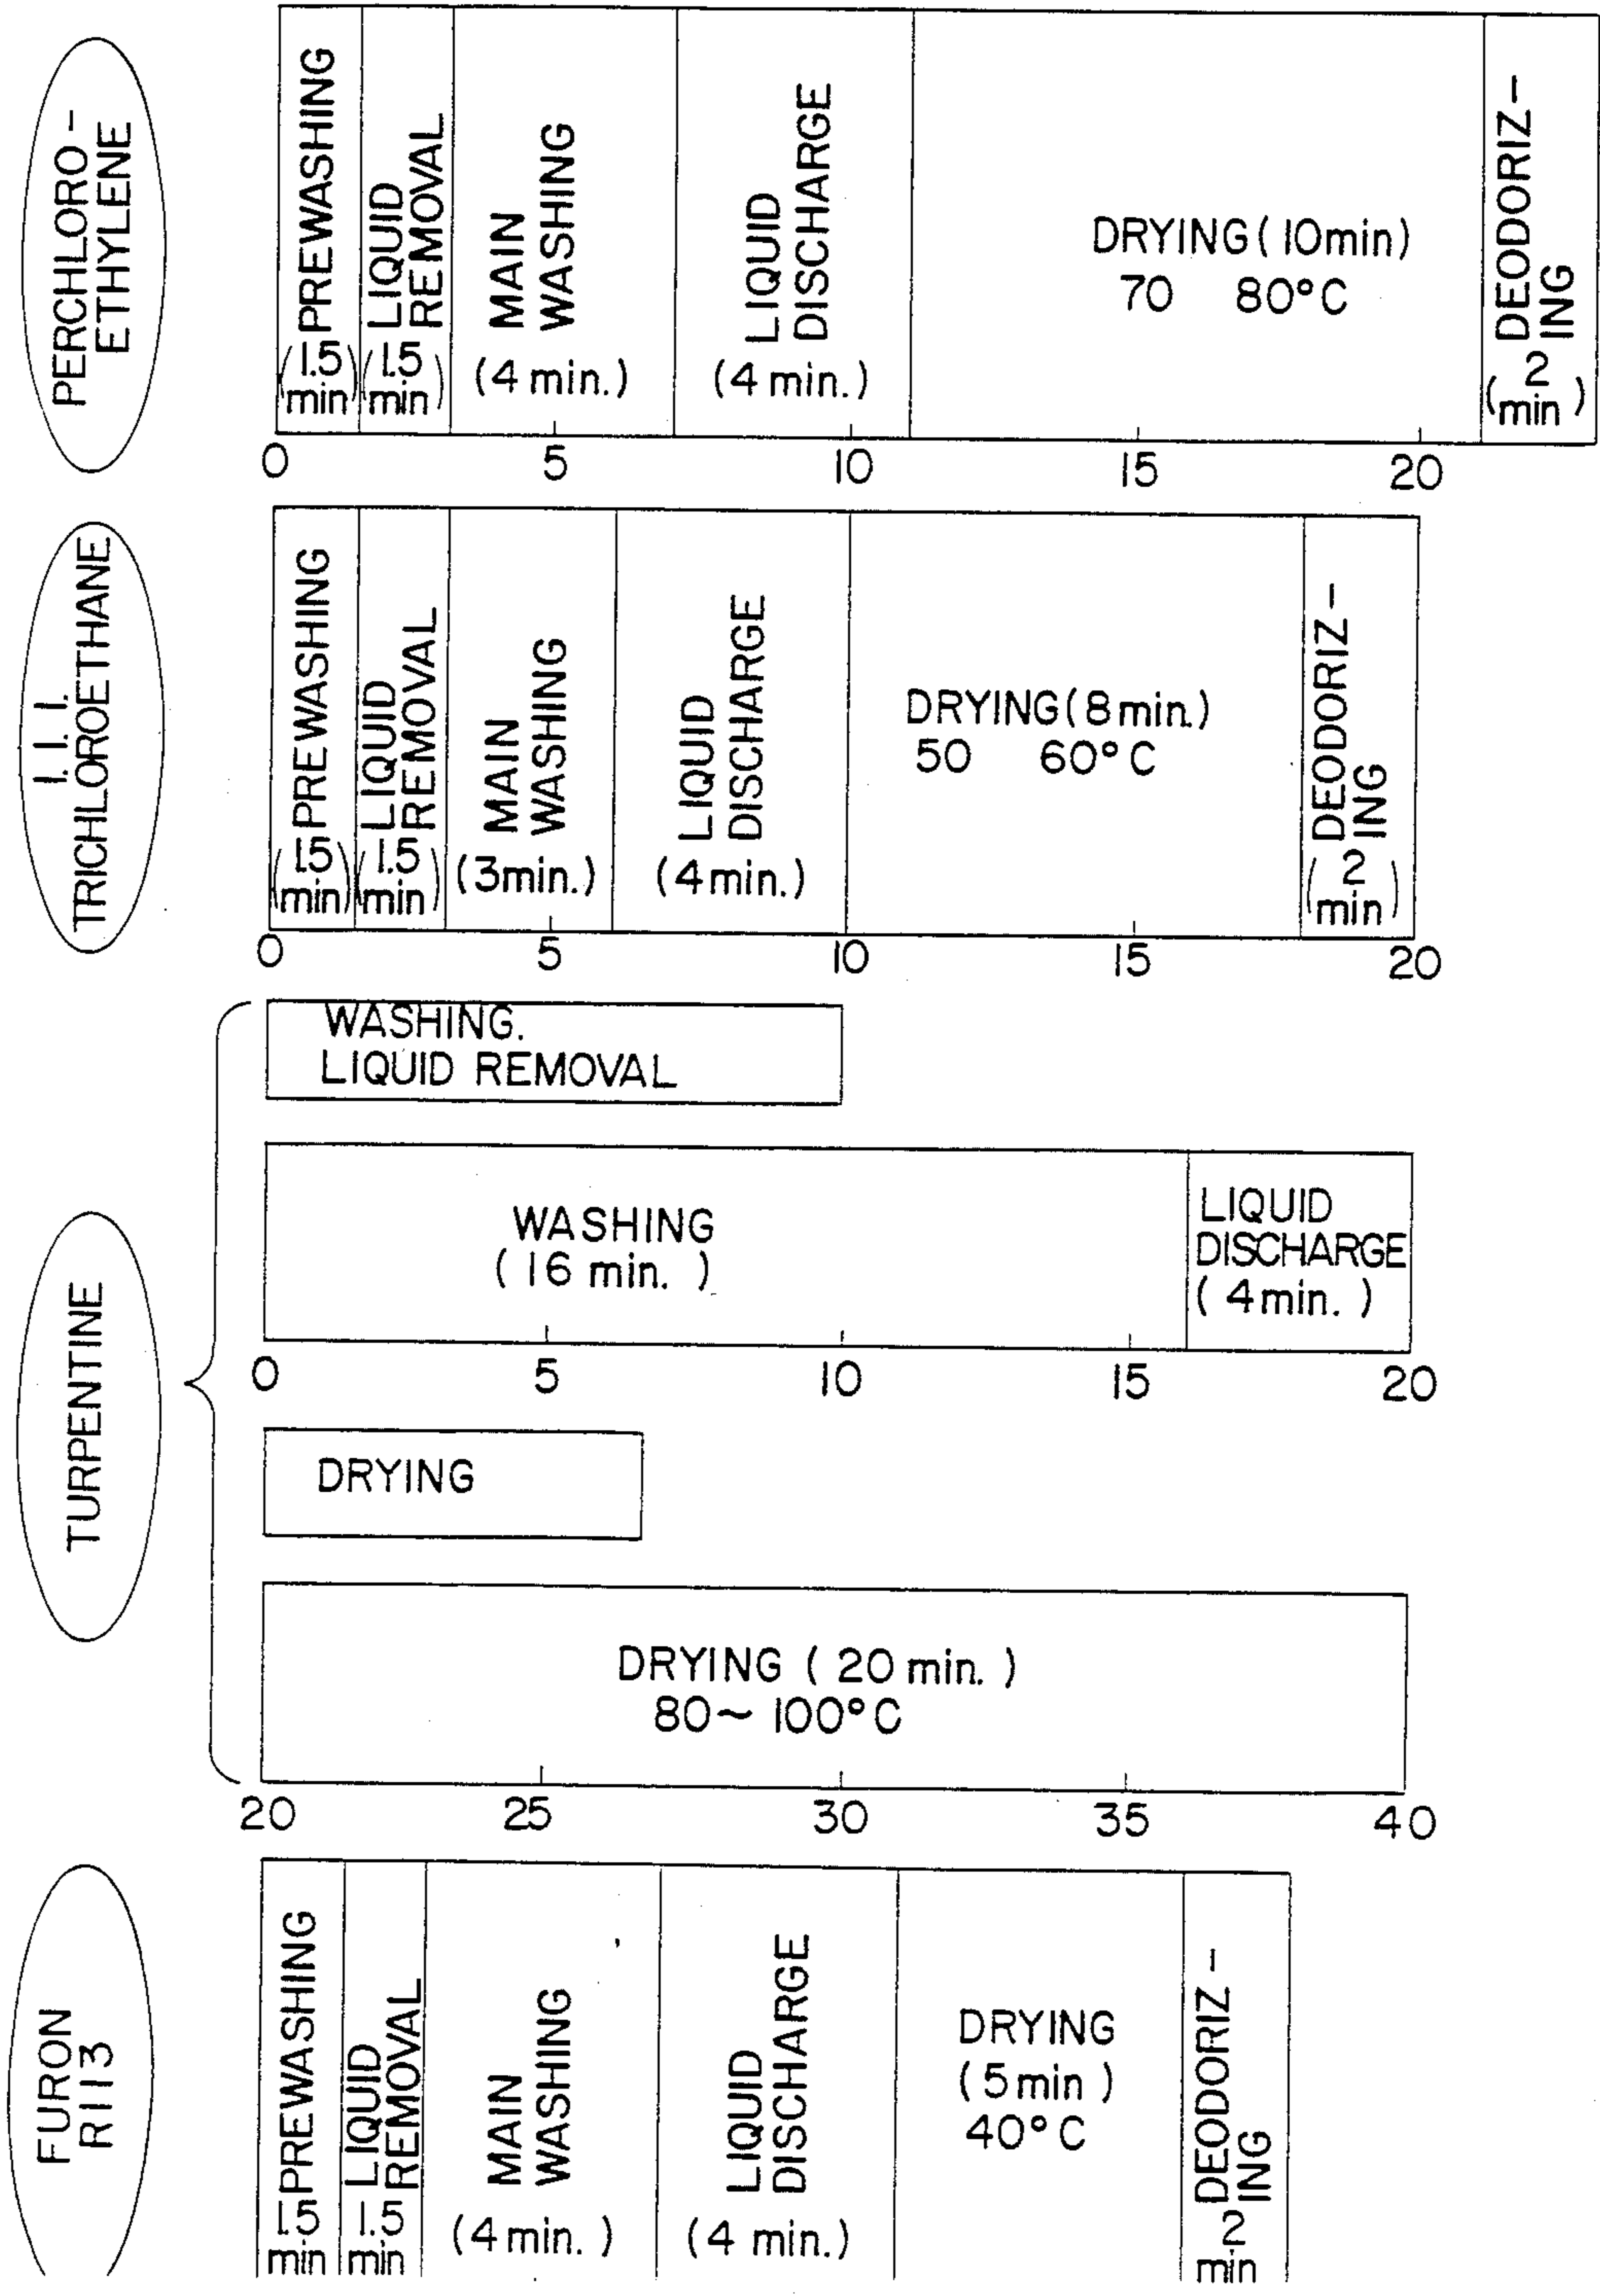 PERCHLORO-
ETHYLENE
PREWASHING
(1.5
min)
LIQUID
REMOVAL
(1.5
min)
MAIN
WASHING
(4 min.)
LIQUID
DISCHARGE
(4 min.)
DRYING (10min)
70 80°C
DEODORIZ-
ING
(2
min)
0 5 10 15 20
1. 1. 1.
TRICHLOROETHANE
PREWASHING
(1.5
min)
LIQUID
REMOVAL
(1.5
min)
MAIN
WASHING
(3min.)
LIQUID
DISCHARGE
(4min.)
DRYING (8min.)
50 60°C
DEODORIZ-
ING
(2
min)
0 5 10 15 20
TURPENTINE
WASHING.
LIQUID REMOVAL
WASHING
(16 min.)
LIQUID
DISCHARGE
(4min.)
0 5 10 15 20
DRYING
DRYING (20 min.)
80~100°C
20 25 30 35 40
FURON
R113
PREWASHING
1.5
min
LIQUID
REMOVAL
1.5
min
MAIN
WASHING
(4min.)
LIQUID
DISCHARGE
(4 min.)
DRYING
(5min)
40°C
DEODORIZ-
ING
2
min